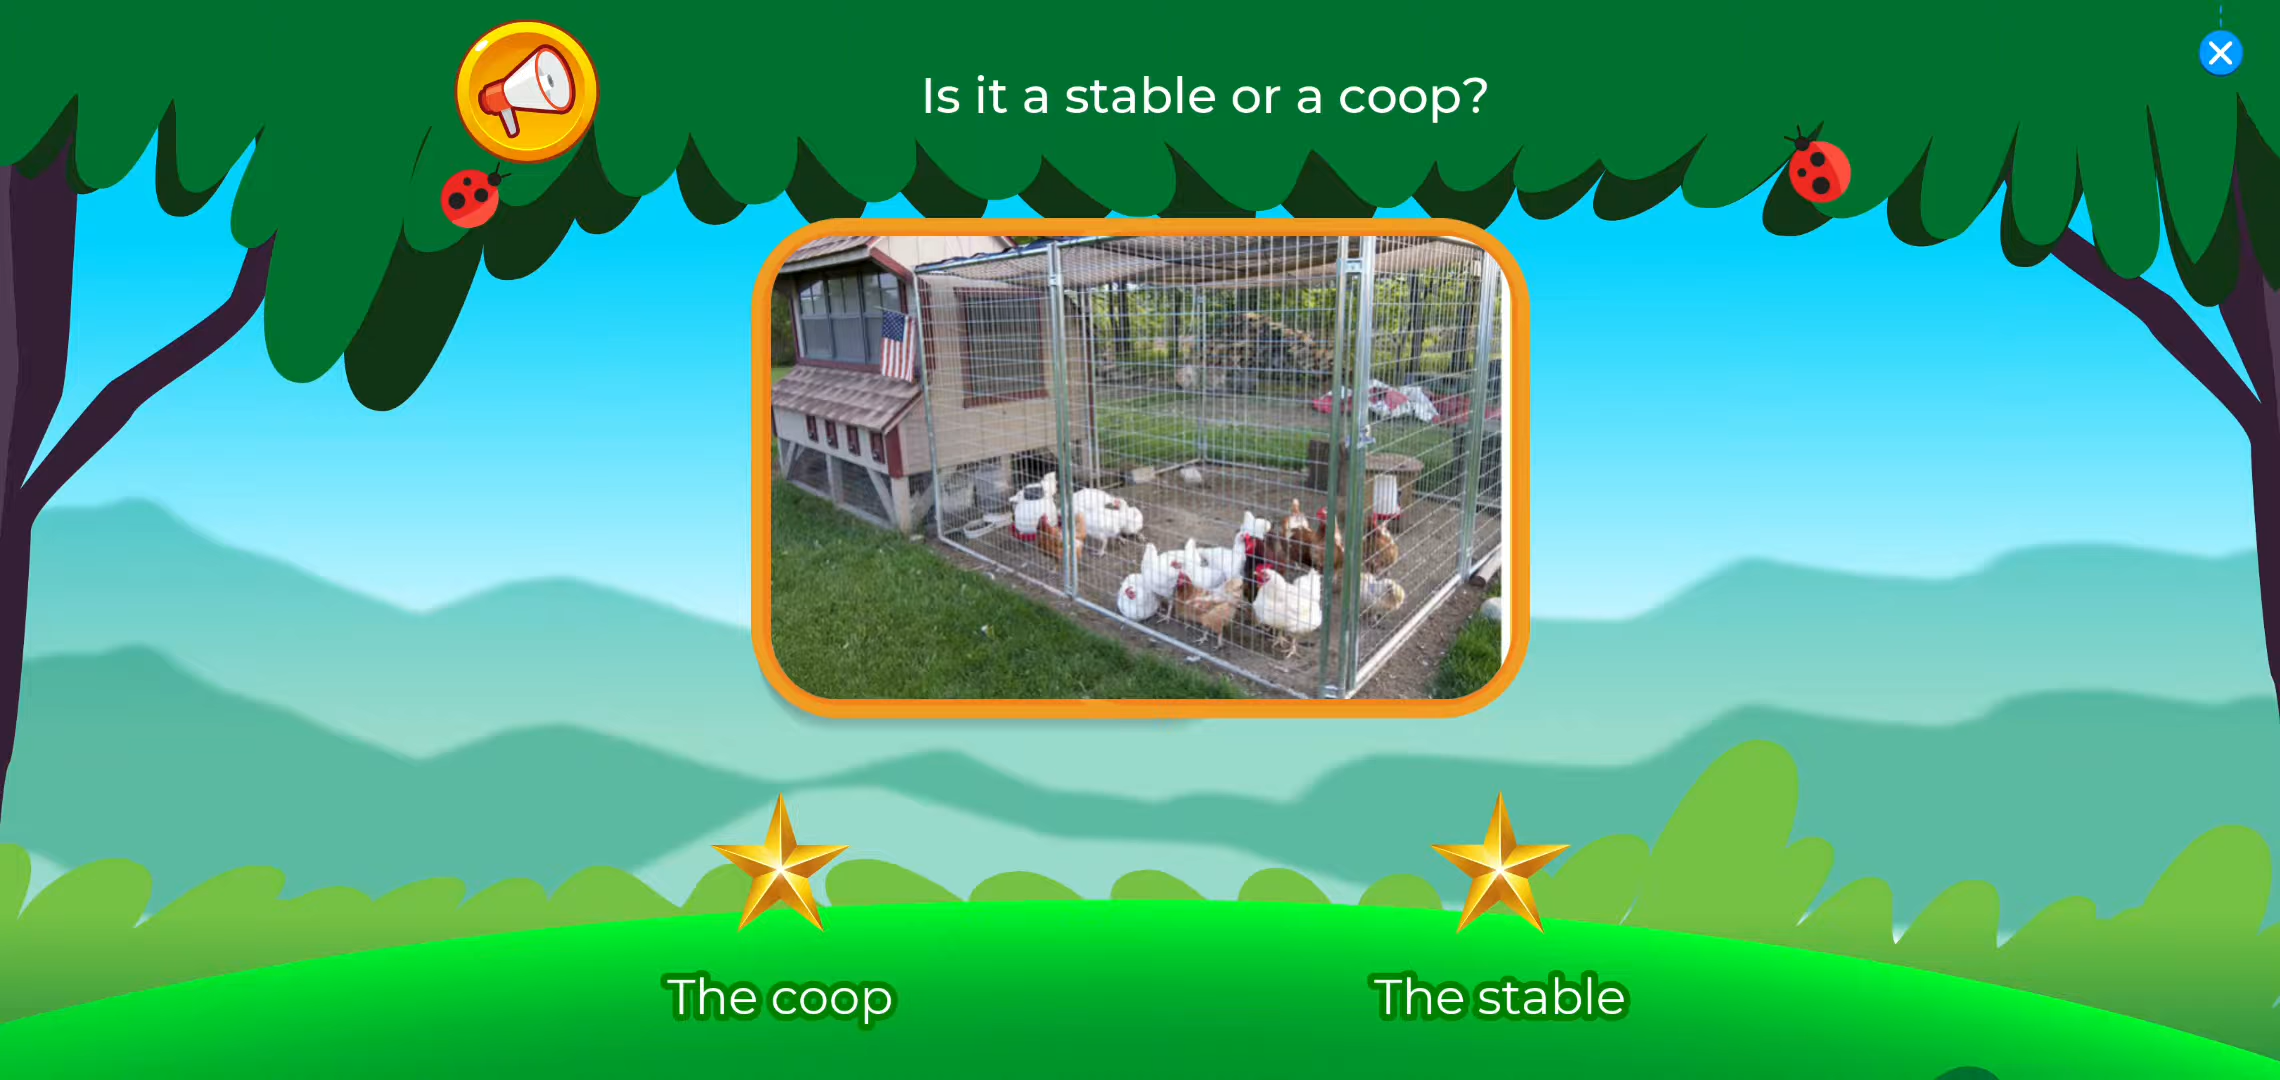 Is it a stable or a coop?
The coop
The stable